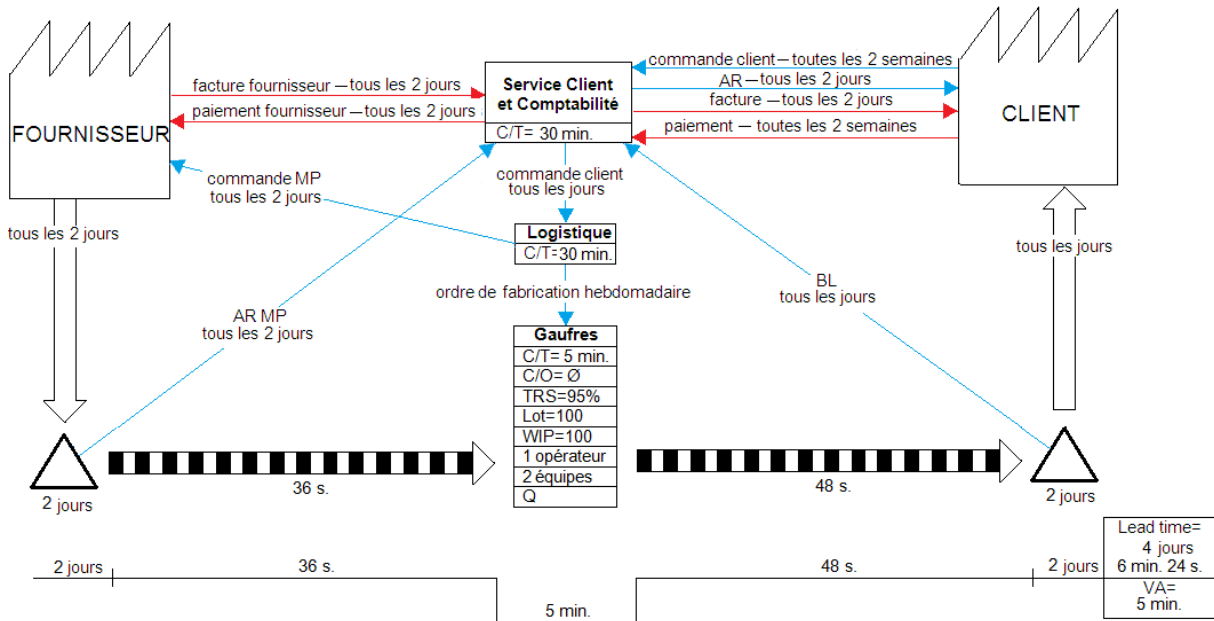 FOURNISSEUR
facture fournisseur — tous les 2 jours
paiement fournisseur — tous les 2 jours
Service Client
et Comptabilité
C/T= 30 min.
commande client — toutes les 2 semaines
AR — tous les 2 jours
facture — tous les 2 jours
paiement — toutes les 2 semaines
CLIENT
commande MP
tous les 2 jours
commande client
tous les jours
tous les 2 jours
Logistique
C/T= 30 min.
tous les jours
ordre de fabrication hebdomadaire
AR MP
tous les 2 jours
BL
tous les jours
Gaufres
C/T= 5 min.
C/O= Ø
TRS=95%
Lot=100
WIP=100
1 opérateur
2 équipes
Q
2 jours
36 s.
48 s.
2 jours
2 jours
36 s.
5 min.
48 s.
2 jours
Lead time=
4 jours
6 min. 24 s.
VA=
5 min.